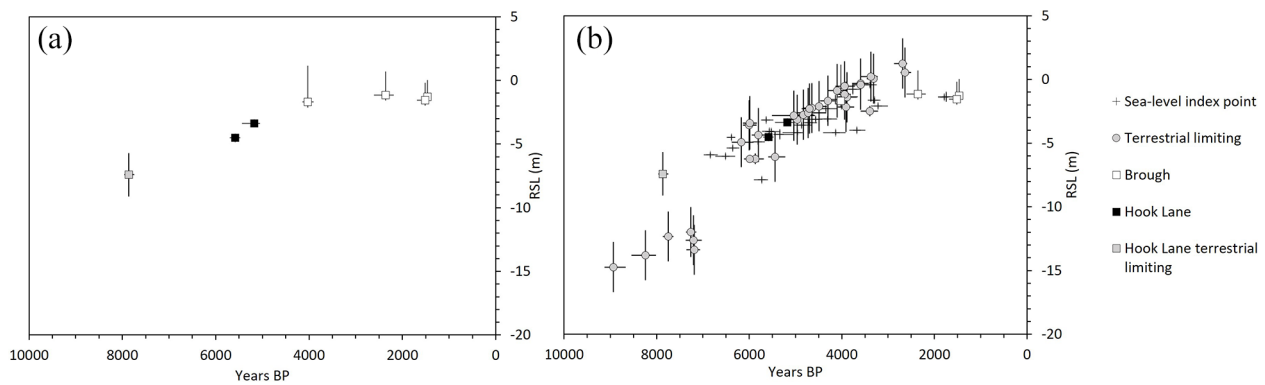 (a)
5
0
-5
-10
-15
-20
RSL (m)
10000 8000 6000 4000 2000 0
Years BP
(b)
5
0
-5
-10
-15
-20
RSL (m)
10000 8000 6000 4000 2000 0
Years BP
Sea-level index point
Terrestrial limiting
Brough
Hook Lane
Hook Lane terrestrial
limiting